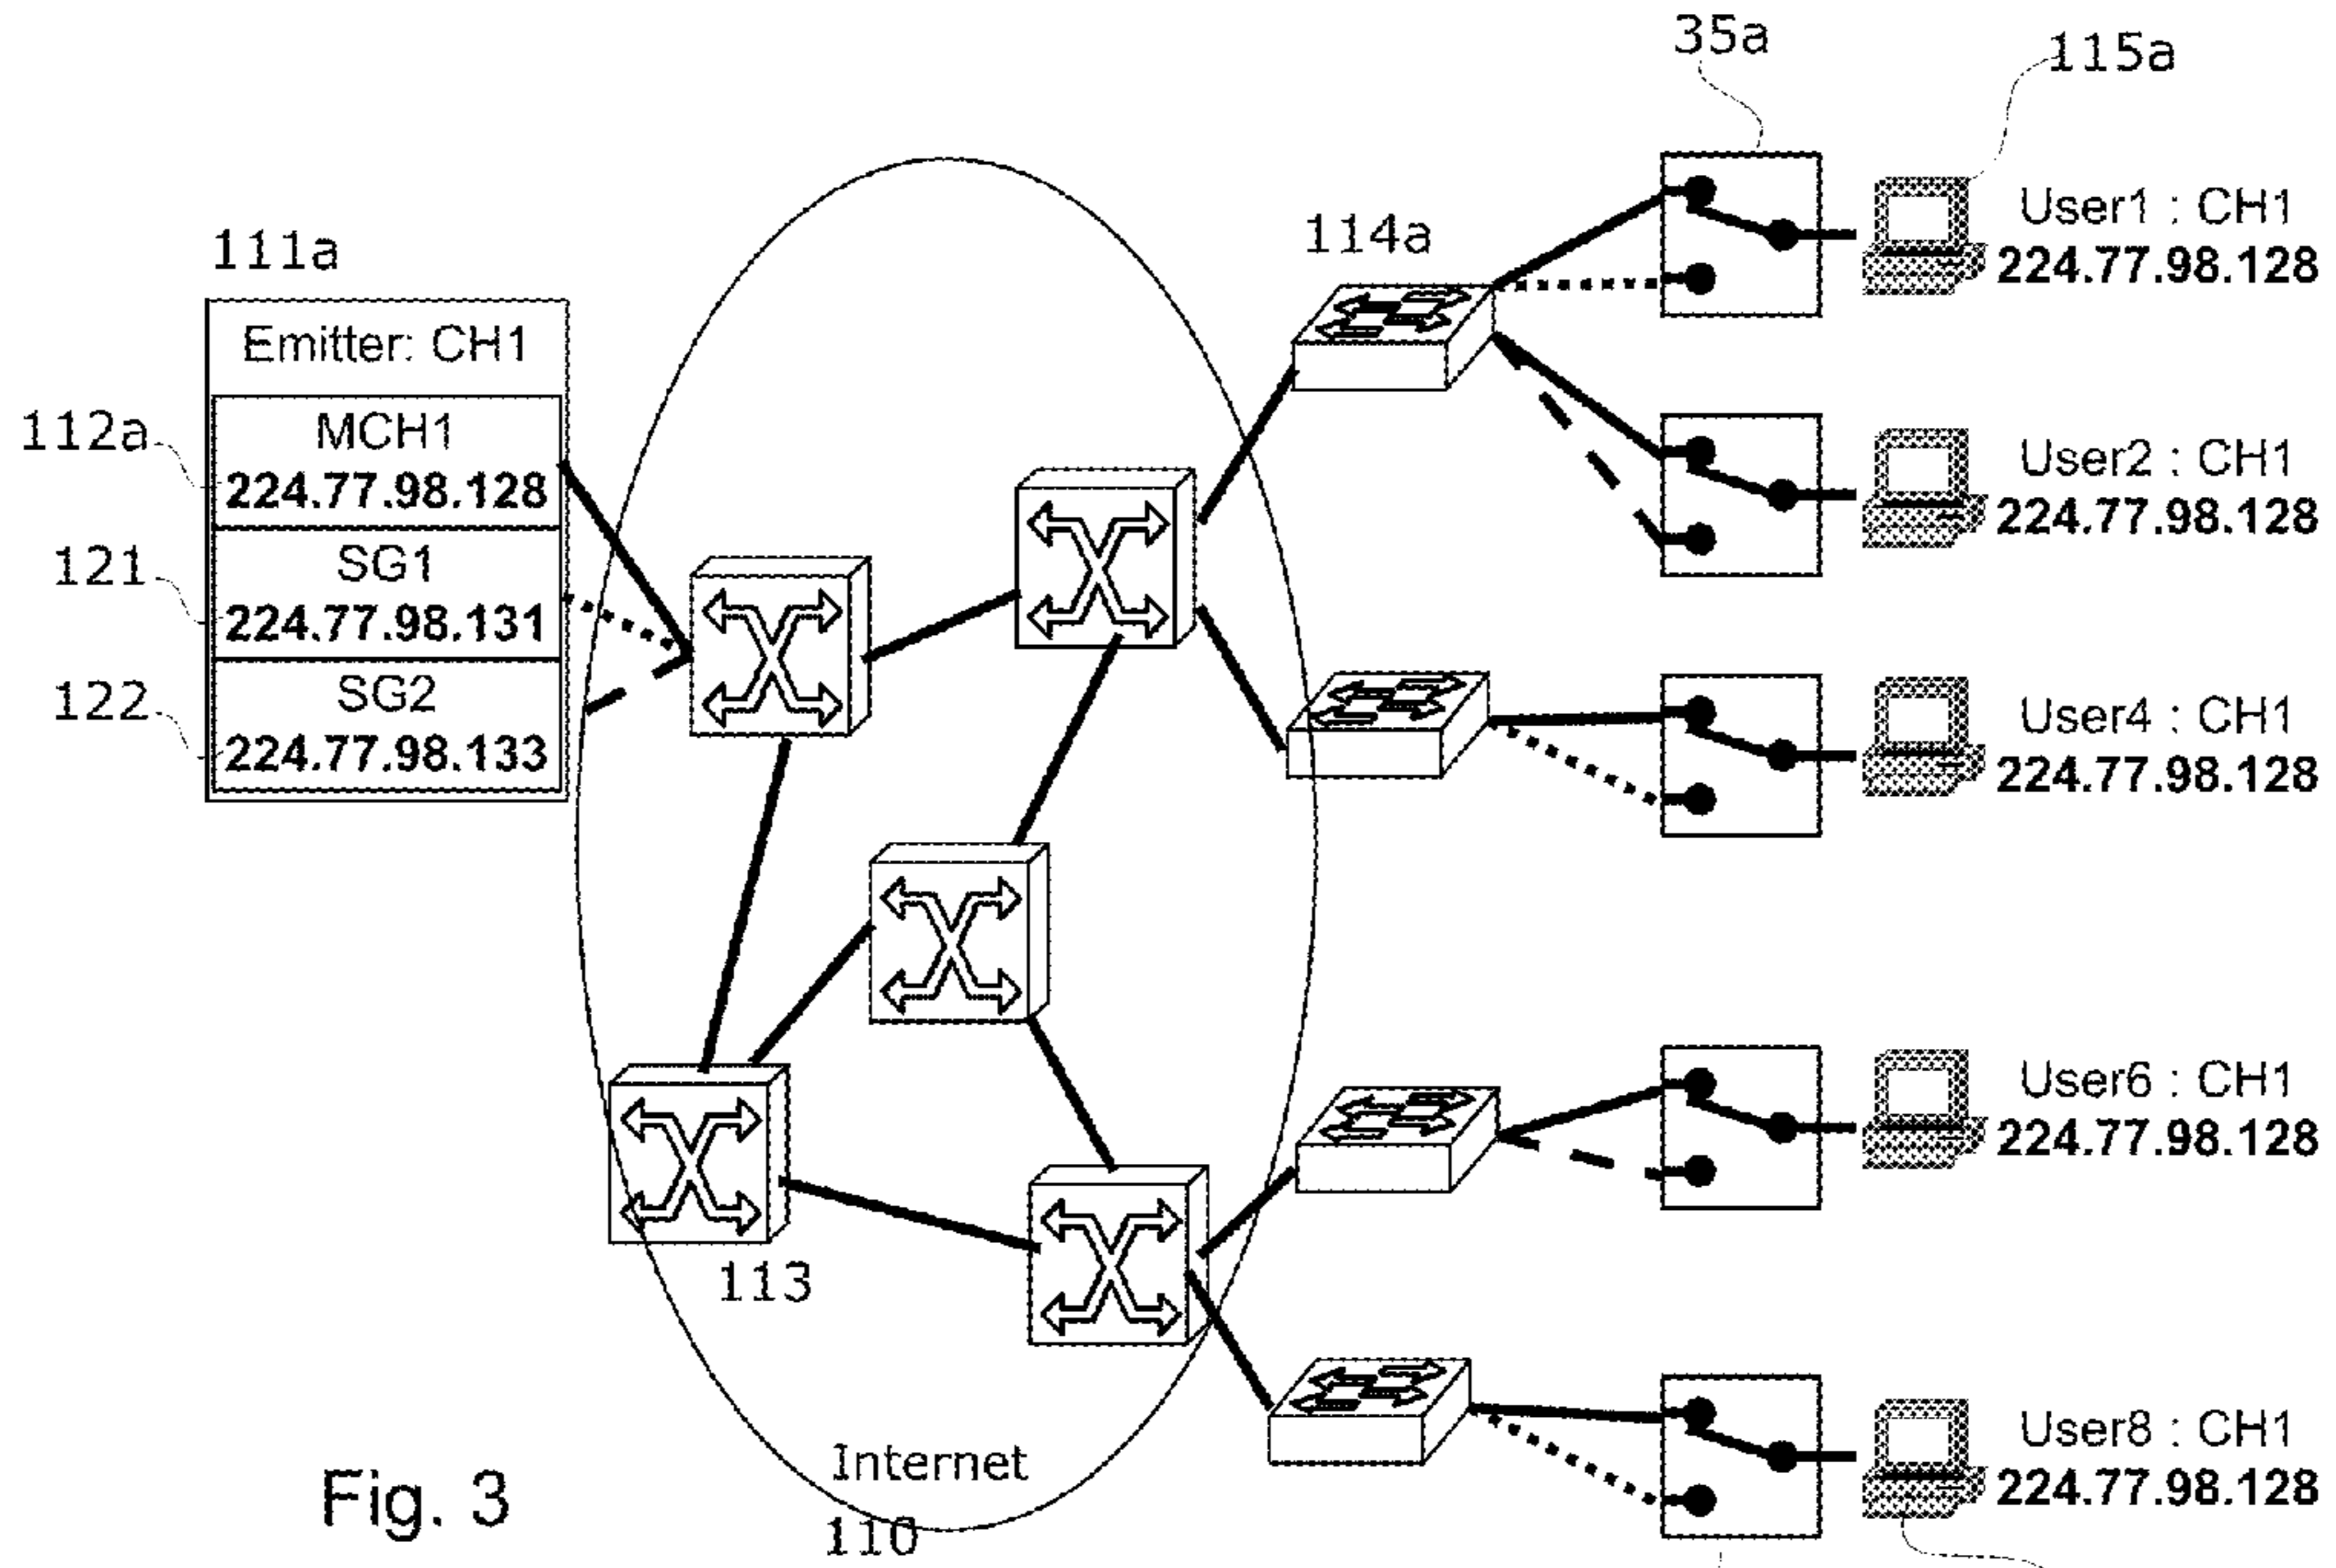 35a
115a
111a
114a
Emitter: CH1
112a
MCH1
224.77.98.128
121
SG1
224.77.98.131
122
SG2
224.77.98.133
User1 : CH1
224.77.98.128
User2 : CH1
224.77.98.128
User4 : CH1
224.77.98.128
User6 : CH1
224.77.98.128
User8 : CH1
224.77.98.128
113
Internet
110
Fig. 3